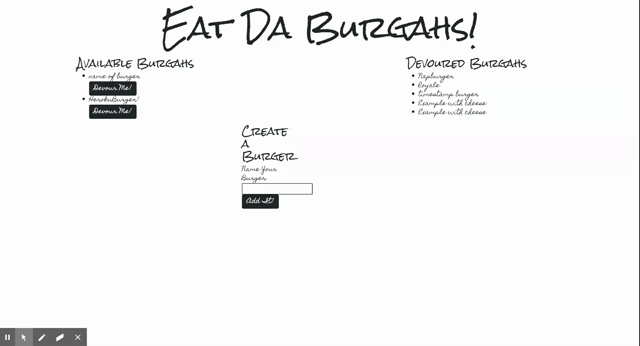 Eat Da Burgahs!
Available Burgahs
name of burger
Devour Me!
HerokuBurger!
Devour Me!
Devoured Burgahs
Napburger
Royale
timestamp burger
Example with cheese
Example with cheese
Create
a
Burger
Name Your
Burger
Add It!